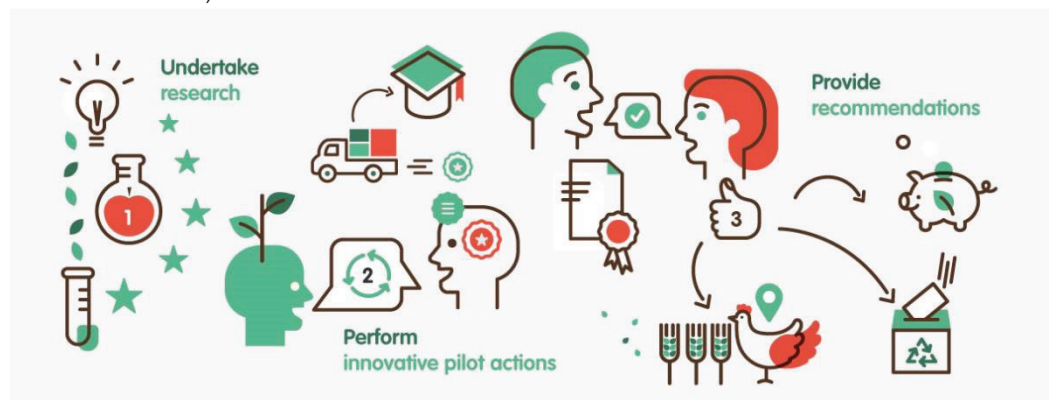 Undertake
research
1
2
Perform
innovative pilot actions
3
Provide
recommendations